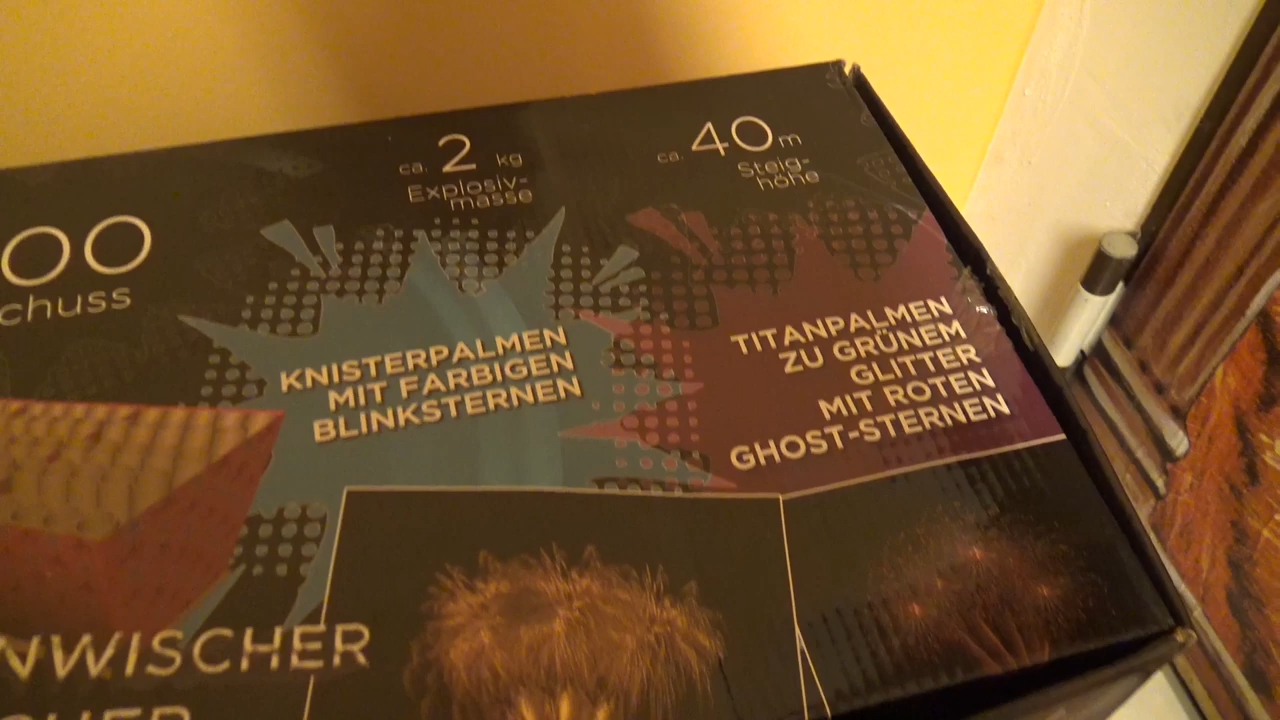 ca. 2 kg
Explosiv-
masse
ca. 40 m
Steig-
höhe
00
chuss
KNISTERPALMEN
MIT FARBIGEN
BLINKSTERNEN
TITANPALMEN
ZU GRÜNEM
GLITTER
MIT ROTEN
GHOST-STERNEN
NWISCHER